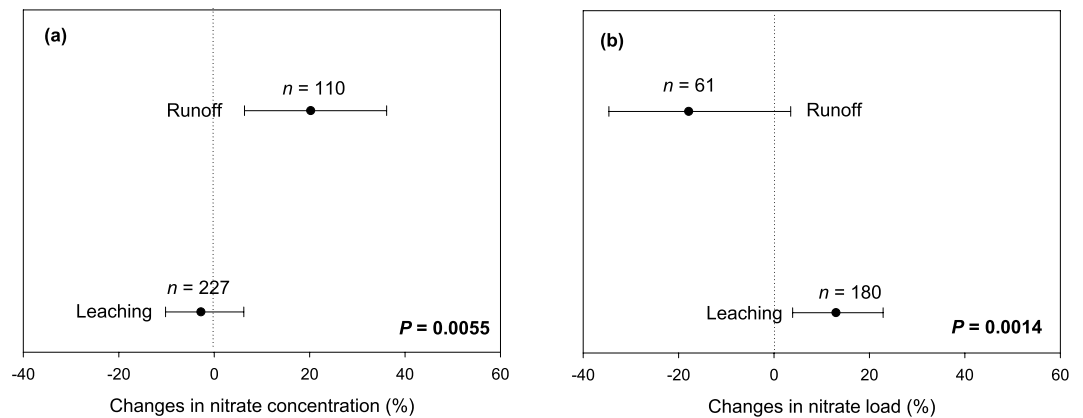 (a)
n = 110
Runoff
n = 227
Leaching
P = 0.0055
-40 -20 0 20 40 60
Changes in nitrate concentration (%)
(b)
n = 61
Runoff
n = 180
Leaching
P = 0.0014
-40 -20 0 20 40 60
Changes in nitrate load (%)